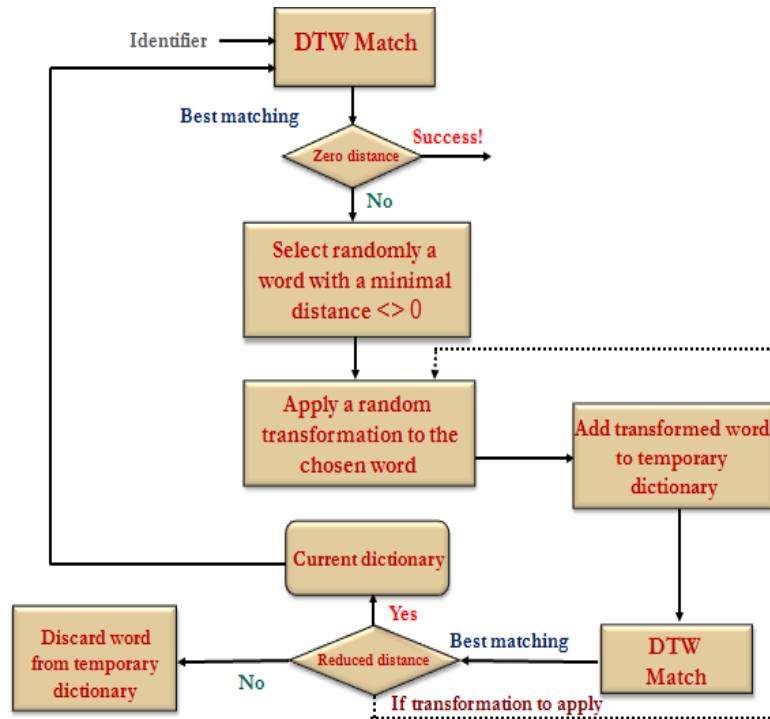 Identifier
DTW Match
Best matching
Success!
Zero distance
No
Select randomly a
word with a minimal
distance <> 0
Apply a random
transformation to the
chosen word
Add transformed word
to temporary
dictionary
Current dictionary
Yes
Discard word
from temporary
dictionary
No
Reduced distance
Best matching
DTW
Match
If transformation to apply